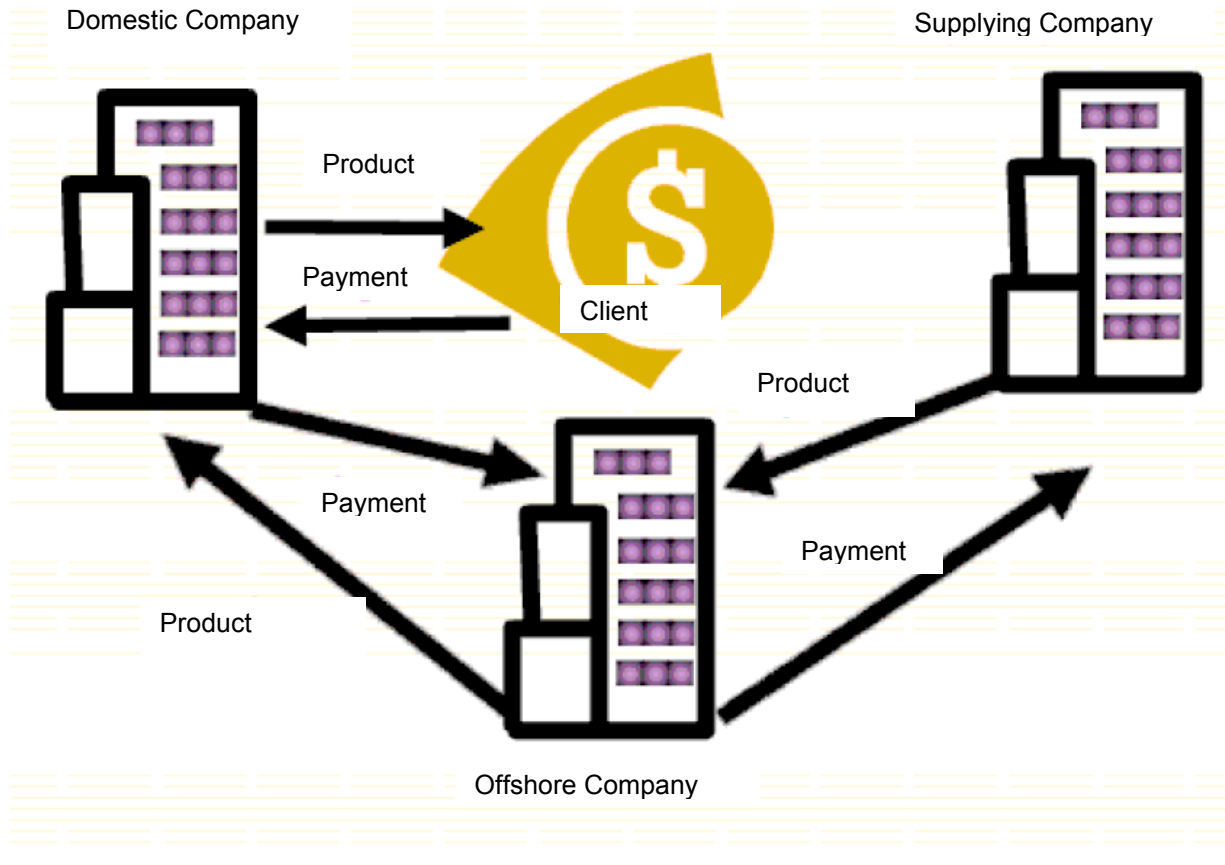 Domestic Company
Supplying Company
Product
$
Payment
Client
Product
Payment
Payment
Product
Offshore Company